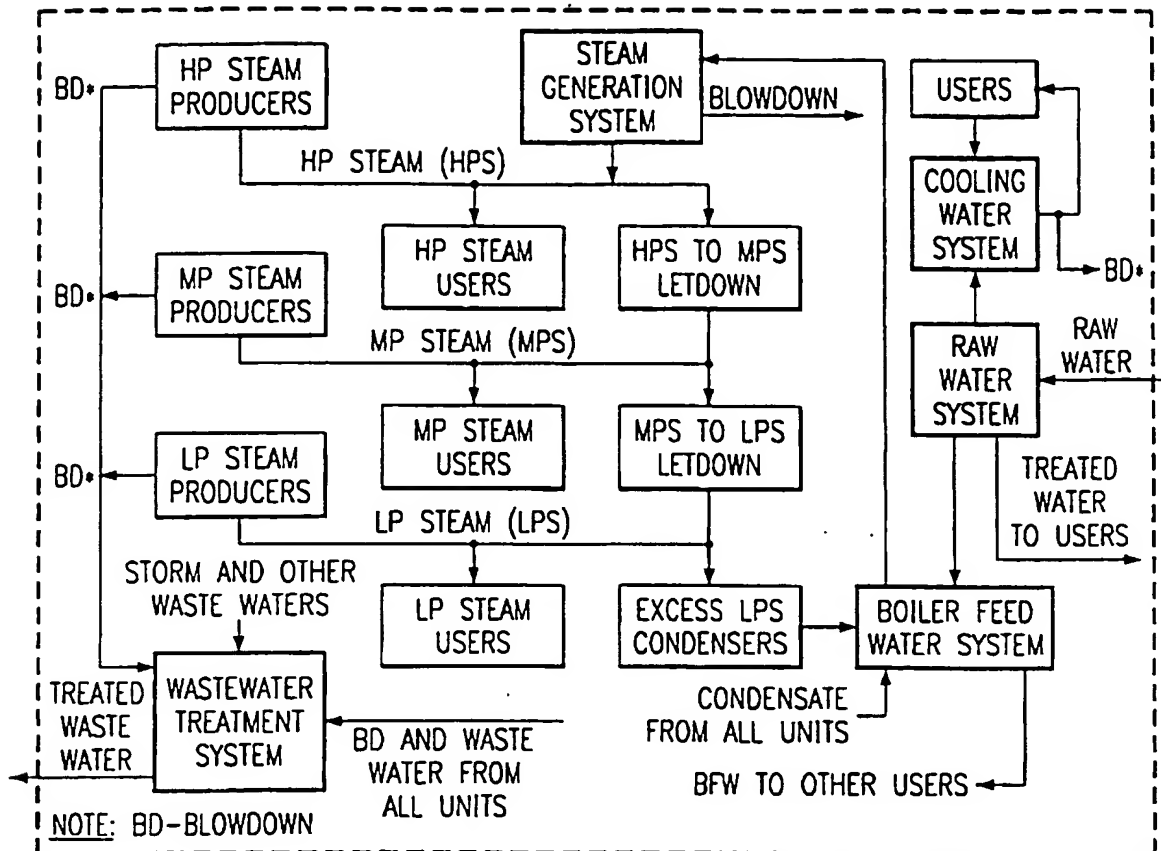 HP STEAM
PRODUCERS
BD*
STEAM
GENERATION
SYSTEM
BLOWDOWN
USERS
HP STEAM (HPS)
COOLING
WATER
SYSTEM
BD*
HP STEAM
USERS
HPS TO MPS
LETDOWN
MP STEAM
PRODUCERS
BD*
MP STEAM (MPS)
RAW
WATER
SYSTEM
RAW
WATER
MP STEAM
USERS
MPS TO LPS
LETDOWN
LP STEAM
PRODUCERS
BD*
TREATED
WATER
TO USERS
LP STEAM (LPS)
STORM AND OTHER
WASTE WATERS
LP STEAM
USERS
EXCESS LPS
CONDENSERS
BOILER FEED
WATER SYSTEM
TREATED
WASTE
WATER
WASTEWATER
TREATMENT
SYSTEM
BD AND WASTE
WATER FROM
ALL UNITS
CONDENSATE
FROM ALL UNITS
BFW TO OTHER USERS
NOTE: BD-BLOWDOWN